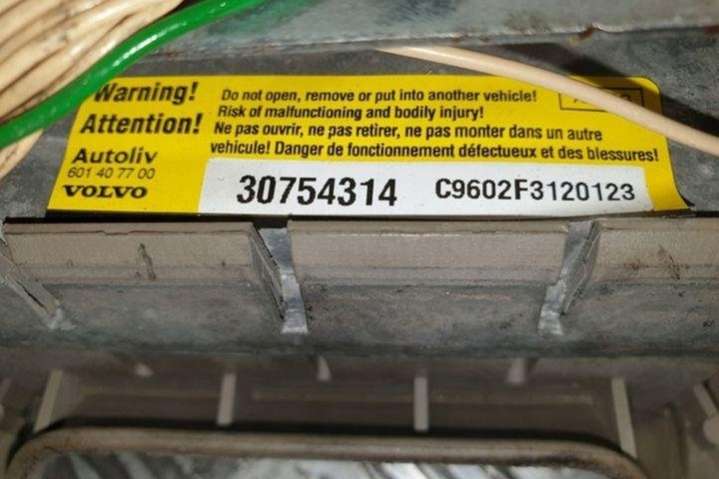 Warning!
Attention!
Autoliv
601 40 77 00
VOLVO
Do not open, remove or put into another vehicle!
Risk of malfunctioning and bodily injury!
Ne pas ouvrir, ne pas retirer, ne pas monter dans un autre
vehicule! Danger de fonctionnement défectueux et des blessures!
30754314 C9602F3120123